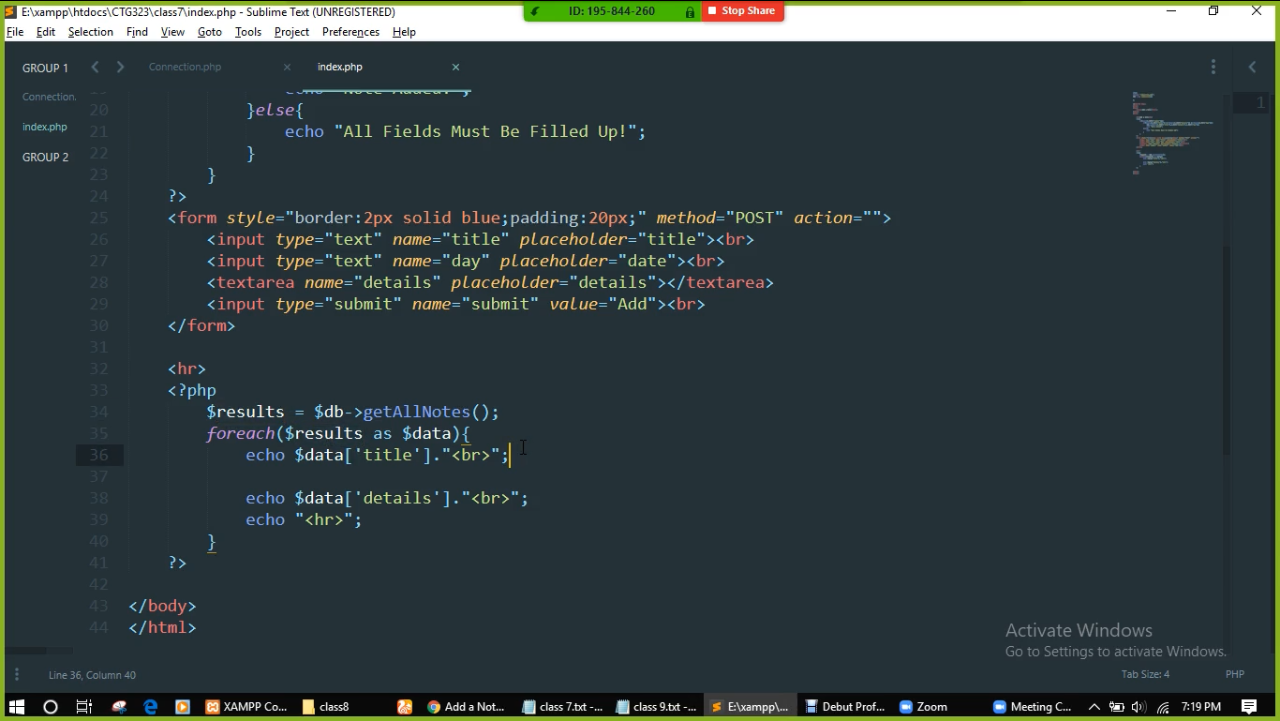 E:\xampp\htdocs\CTG323\class7\index.php - Sublime Text (UNREGISTERED)
ID: 195-844-260
Stop Share
File Edit Selection Find View Goto Tools Project Preferences Help
GROUP 1
Connection.php
index.php
Connection.
index.php
GROUP 2
1
echo "Note Added!";
20 }else{
21 echo "All Fields Must Be Filled Up!";
22 }
23 }
24 ?>
25 <form style="border:2px solid blue;padding:20px;" method="POST" action="">
26 <input type="text" name="title" placeholder="title"><br>
27 <input type="text" name="day" placeholder="date"><br>
28 <textarea name="details" placeholder="details"></textarea>
29 <input type="submit" name="submit" value="Add"><br>
30 </form>
31
32 <hr>
33 <?php
34 $results = $db->getAllNotes();
35 foreach($results as $data){
36 echo $data['title']."<br>";
37
38 echo $data['details']."<br>";
39 echo "<hr>";
40 }
41 ?>
42
43 </body>
44 </html>
Activate Windows
Go to Settings to activate Windows.
Line 36, Column 40
Tab Size: 4
PHP
XAMPP Co...
class8
Add a Note...
class 7.txt -...
class 9.txt -...
E:\xampp\...
Debut Prof...
Zoom
Meeting C...
7:19 PM